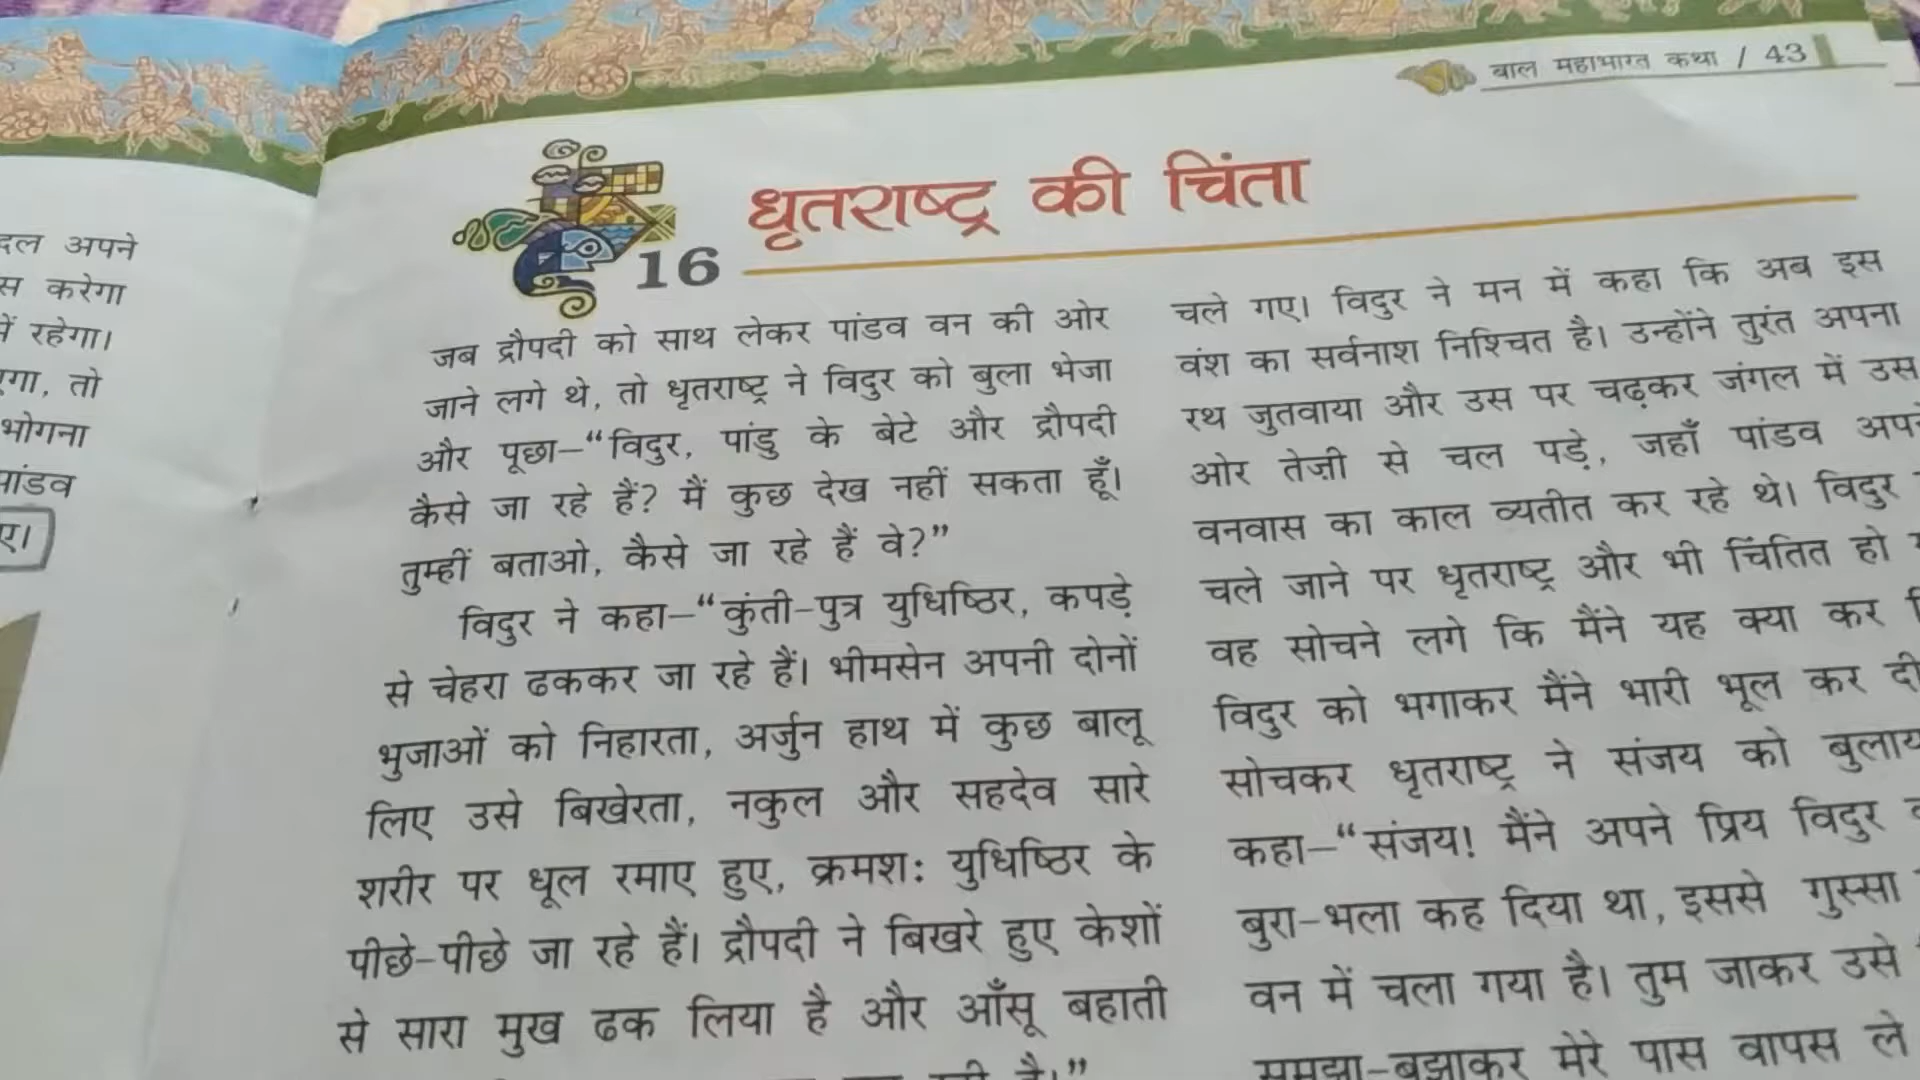 बाल महाभारत कथा / 43
धृतराष्ट्र की चिंता
16
दल अपने
करेगा
रहेगा।
तो
भोगना
पांडव
जब द्रौपदी को साथ लेकर पांडव वन की ओर
जाने लगे थे, तो धृतराष्ट्र ने विदुर को बुला भेजा
और पूछा–“विदुर, पांडु के बेटे और द्रौपदी
कैसे जा रहे हैं? मैं कुछ देख नहीं सकता हूँ।
तुम्हीं बताओ, कैसे जा रहे हैं वे?”
विदुर ने कहा–“कुंती-पुत्र युधिष्ठिर, कपड़े
से चेहरा ढककर जा रहे हैं। भीमसेन अपनी दोनों
भुजाओं को निहारता, अर्जुन हाथ में कुछ बालू
लिए उसे बिखेरता, नकुल और सहदेव सारे
शरीर पर धूल रमाए हुए, क्रमश: युधिष्ठिर के
पीछे-पीछे जा रहे हैं। द्रौपदी ने बिखरे हुए केशों
से सारा मुख ढक लिया है और आँसू बहाती
है।”
चले गए। विदुर ने मन में कहा कि अब इस
वंश का सर्वनाश निश्चित है। उन्होंने तुरंत अपना
रथ जुतवाया और उस पर चढ़कर जंगल में उस
ओर तेज़ी से चल पड़े, जहाँ पांडव
वनवास का काल व्यतीत कर रहे थे। विदुर
चले जाने पर धृतराष्ट्र और भी चिंतित हो
वह सोचने लगे कि मैंने यह क्या कर
विदुर को भगाकर मैंने भारी भूल कर दी
सोचकर धृतराष्ट्र ने संजय को
कहा–“संजय! मैंने अपने प्रिय विदुर
बुरा-भला कह दिया था, इससे गुस्सा
वन में चला गया है। तुम जाकर उसे
समझा-बुझाकर मेरे पास वापस ले